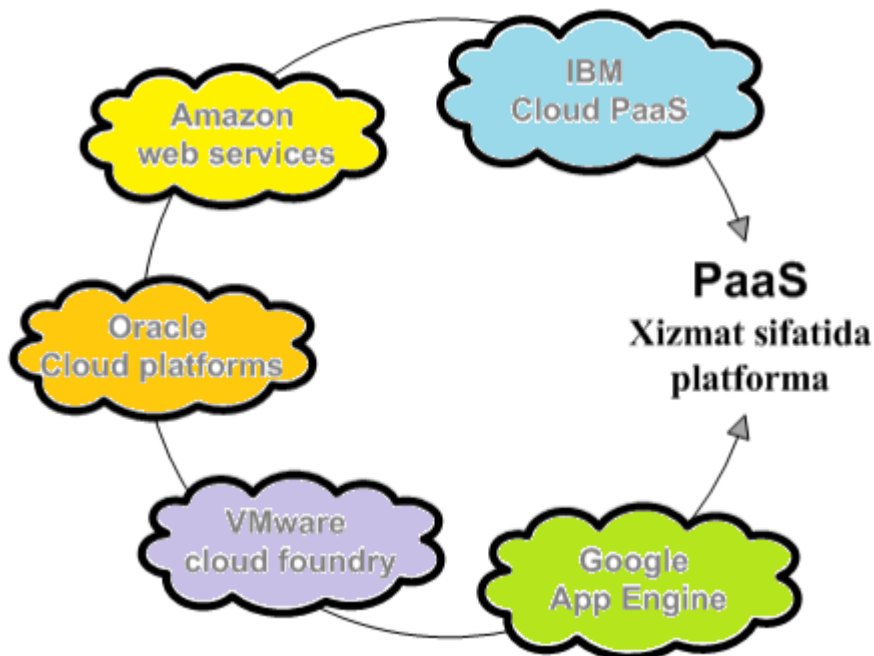 IBM
Cloud PaaS
Amazon
web services
PaaS
Xizmat sifatida
platforma
Oracle
Cloud platforms
VMware
cloud foundry
Google
App Engine